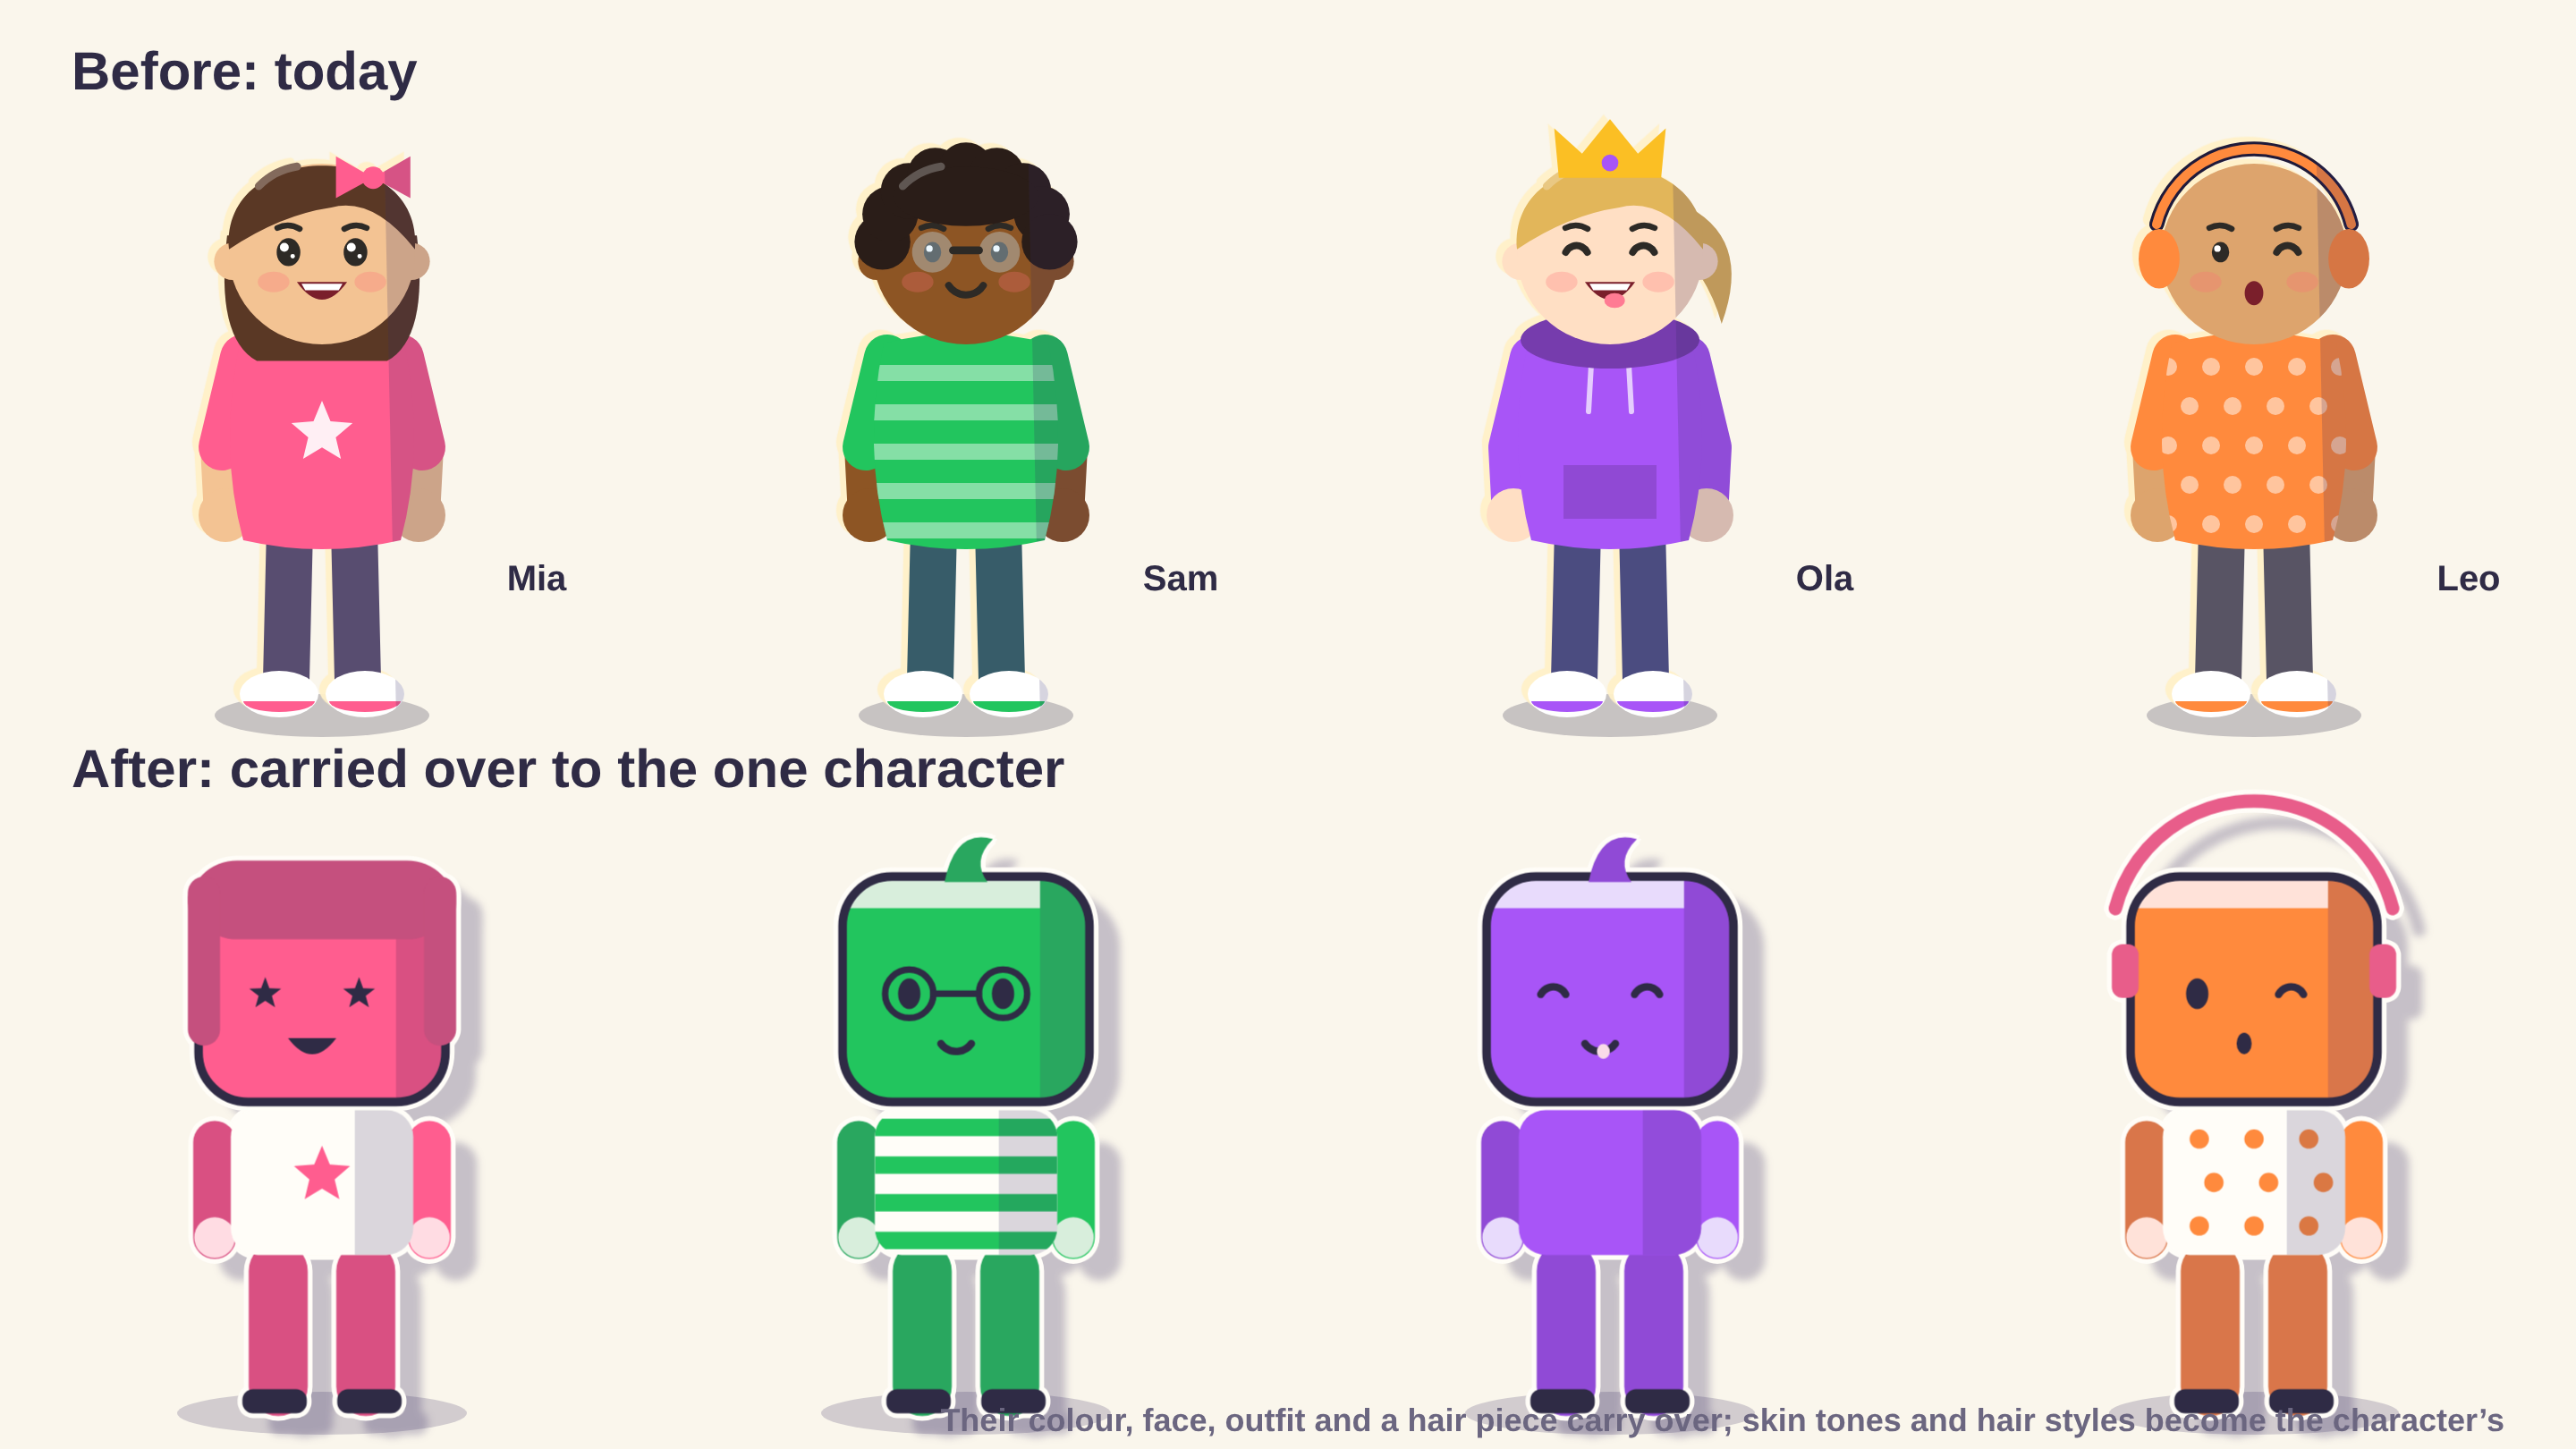 Before: today
Mia
Sam
Ola
Leo
After: carried over to the one character
Their colour, face, outfit and a hair piece carry over; skin tones and hair styles become the character’s